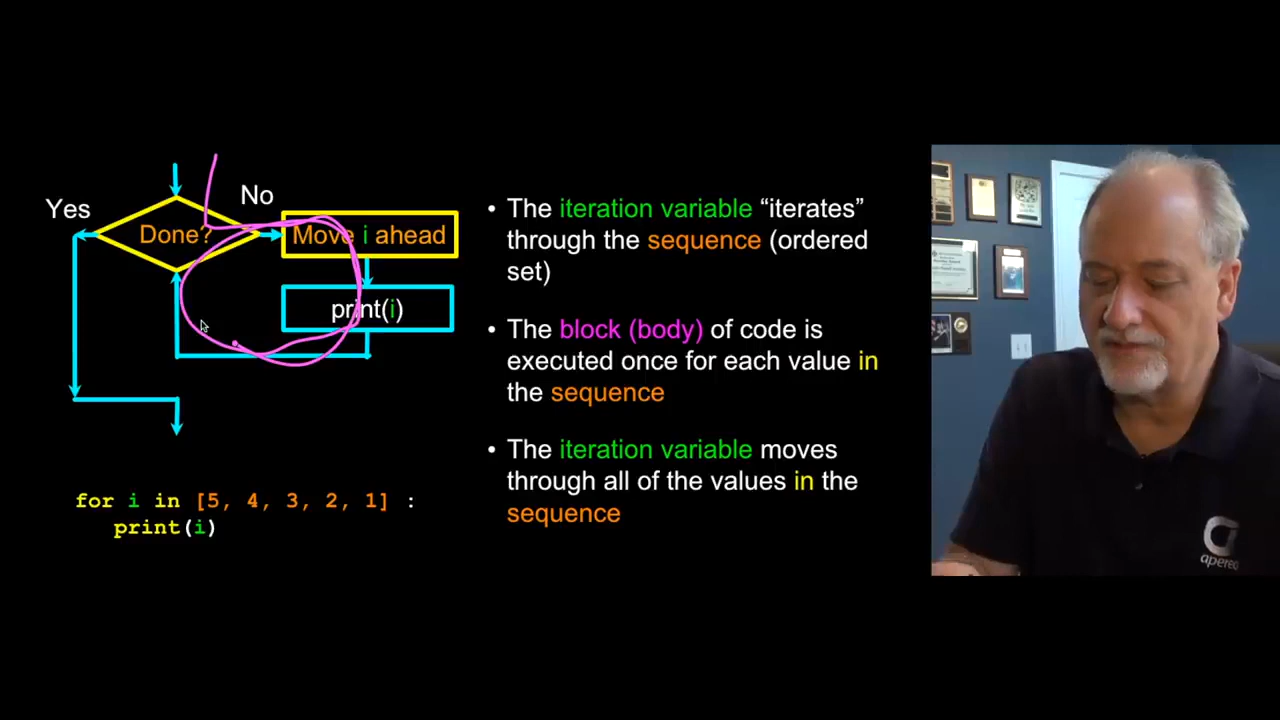 Yes
No
Done?
Move i ahead
print(i)
for i in [5, 4, 3, 2, 1] :
print(i)
• The iteration variable “iterates”
through the sequence (ordered
set)
• The block (body) of code is
executed once for each value in
the sequence
• The iteration variable moves
through all of the values in the
sequence
apereo